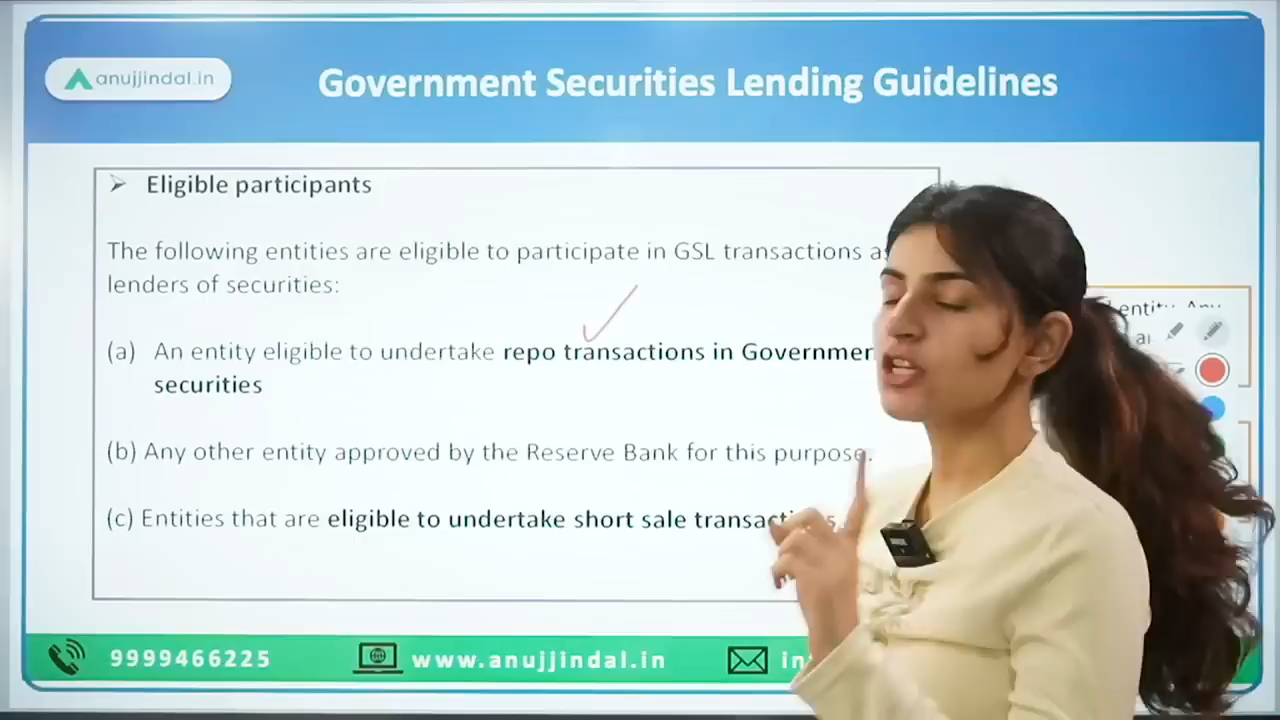 anujjindal.in
Government Securities Lending Guidelines
Eligible participants
The following entities are eligible to participate in GSL transactions
lenders of securities:
(a) An entity eligible to undertake repo transactions in
securities
(b) Any other entity approved by the Reserve Bank for this purpose.
(c) Entities that are eligible to undertake short sale
9999466225
www.anujjindal.in